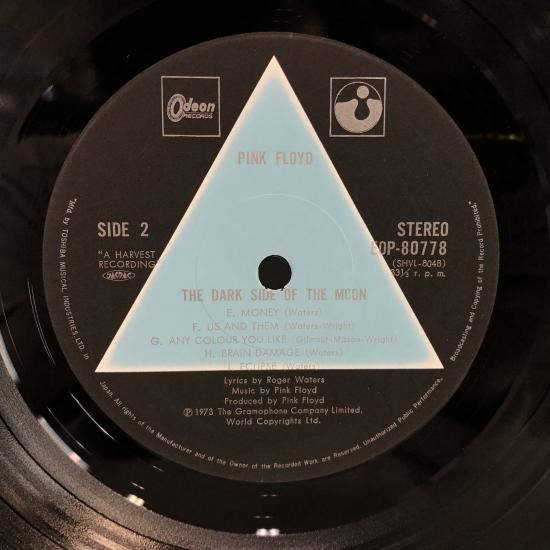 Odeon
RECORDS
PINK FLOYD
SIDE 2
STEREO
EOP-80778
"A HARVEST
RECORDING"
(SHVL-804B)
33⅓ r. p. m.
JASRAC
THE DARK SIDE OF THE MOON
E. MONEY (Waters)
F. US AND THEM (Waters-Wright)
G. ANY COLOUR YOU LIKE (Gilmour-Mason-Wright)
H. BRAIN DAMAGE (Waters)
I. ECLIPSE (Waters)
Lyrics by Roger Waters
Music by Pink Floyd
Produced by Pink Floyd
Ⓟ 1973 The Gramophone Company Limited.
World Copyrights Ltd.
"Mfd. by TOSHIBA MUSICAL INDUSTRIES LTD. in Japan. All rights of the Manufacturer and of the Owner of the Recorded Work are Reserved. Unauthorized Public Performance, Broadcasting and Copying of the Record Prohibited."